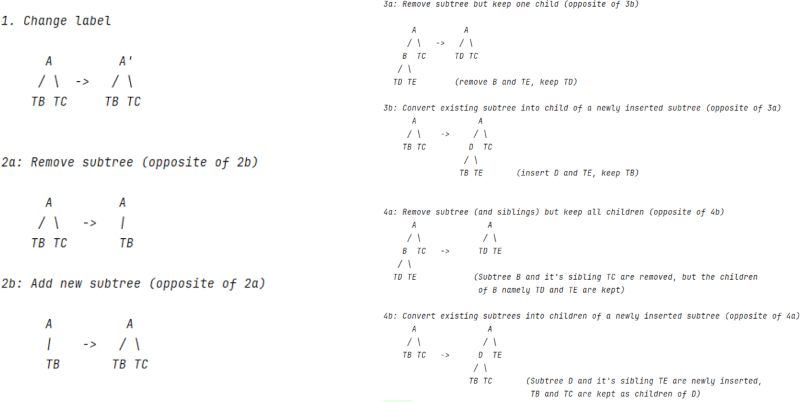 1. Change label
A A'
/ \ -> / \
TB TC TB TC
2a: Remove subtree (opposite of 2b)
A A
/ \ -> |
TB TC TB
2b: Add new subtree (opposite of 2a)
A A
| -> / \
TB TB TC
3a: Remove subtree but keep one child (opposite of 3b)
A A
/ \ -> / \
B TC TD TC
/ \
TD TE (remove B and TE, keep TD)
3b: Convert existing subtree into child of a newly inserted subtree (opposite of 3a)
A A
/ \ -> / \
TB TC D TC
/ \
TB TE (insert D and TE, keep TB)
4a: Remove subtree (and siblings) but keep all children (opposite of 4b)
A A
/ \ / \
B TC -> TD TE
/ \
TD TE (Subtree B and it's sibling TC are removed, but the children
of B namely TD and TE are kept)
4b: Convert existing subtrees into children of a newly inserted subtree (opposite of 4a)
A A
/ \ / \
TB TC -> D TE
/ \
TB TC (Subtree D and it's sibling TE are newly inserted,
TB and TC are kept as children of D)